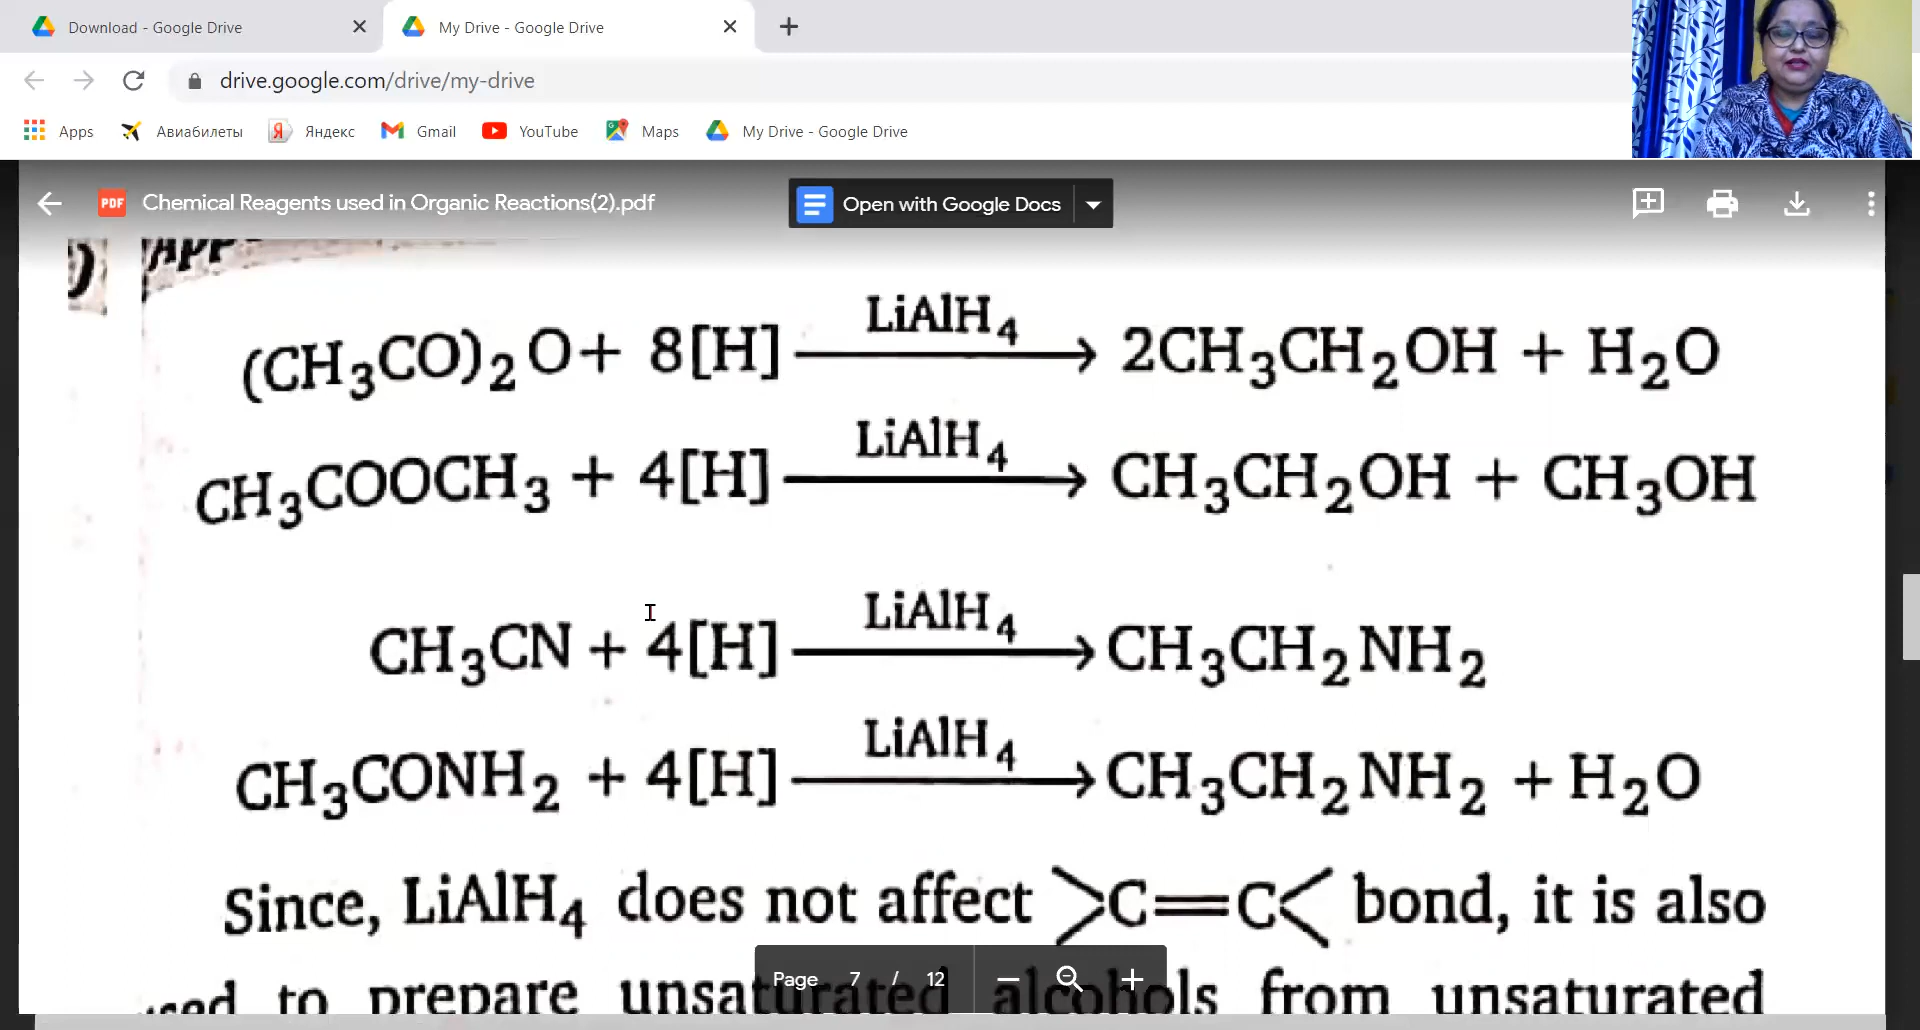 Download - Google Drive
My Drive - Google Drive
drive.google.com/drive/my-drive
Apps Авиабилеты Яндекс Gmail YouTube Maps My Drive - Google Drive
PDF Chemical Reagents used in Organic Reactions(2).pdf Open with Google Docs
(CH₃CO)₂O + 8[H] LiAlH₄→ 2CH₃CH₂OH + H₂O
CH₃COOCH₃ + 4[H] LiAlH₄→ CH₃CH₂OH + CH₃OH
CH₃CN + 4[H] LiAlH₄→ CH₃CH₂NH₂
CH₃CONH₂ + 4[H] LiAlH₄→ CH₃CH₂NH₂ + H₂O
Since, LiAlH₄ does not affect >C=C< bond, it is also
to prepare unsaturated alcohols from unsaturated
Page 7 / 12